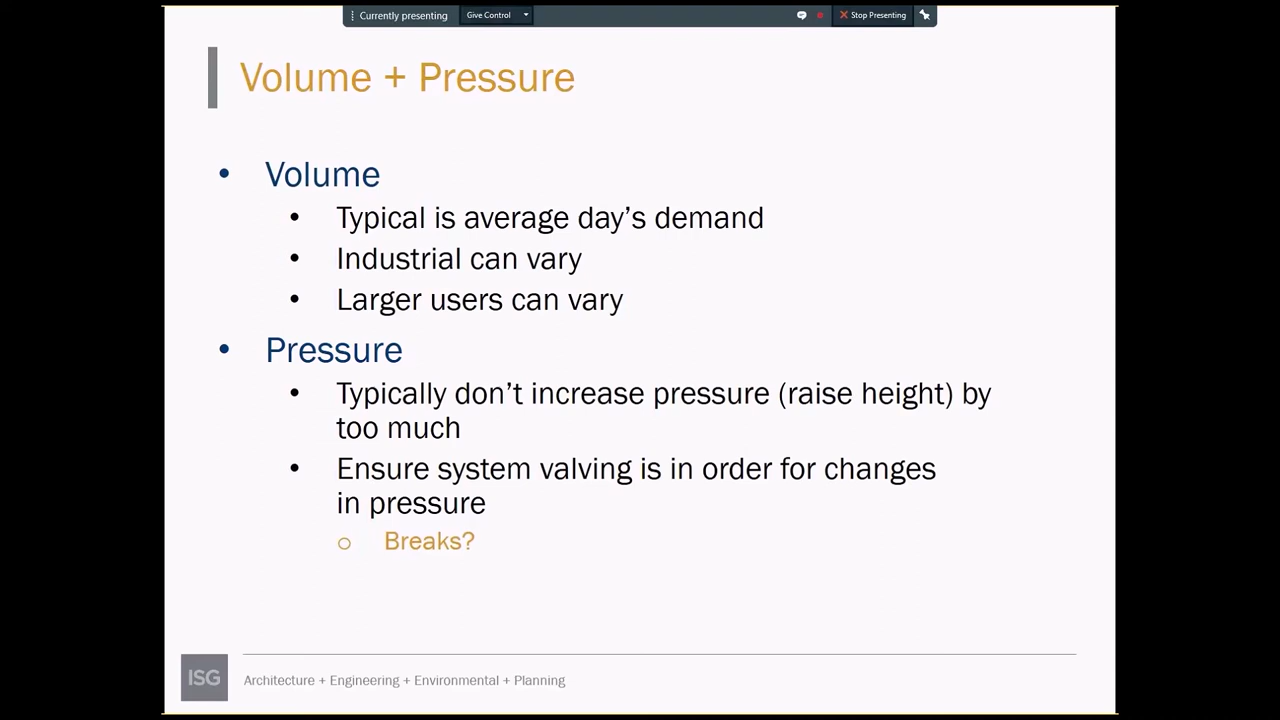 Currently presenting Give Control Stop Presenting
Volume + Pressure
• Volume
• Typical is average day's demand
• Industrial can vary
• Larger users can vary
• Pressure
• Typically don't increase pressure (raise height) by
too much
• Ensure system valving is in order for changes
in pressure
o Breaks?
ISG Architecture + Engineering + Environmental + Planning